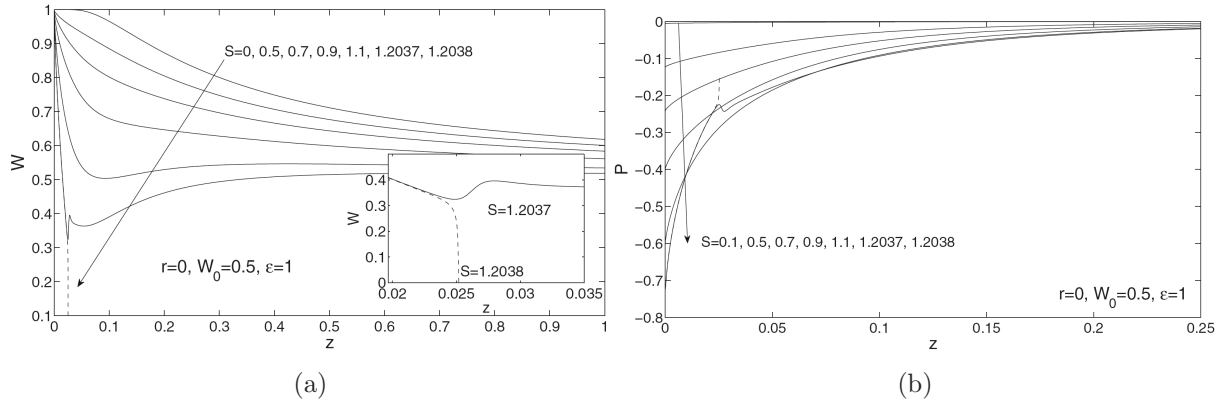 1
0.9
0.8
0.7
0.6
0.5
0.4
0.3
0.2
0.1
W
S=0, 0.5, 0.7, 0.9, 1.1, 1.2037, 1.2038
r=0, W0=0.5, ε=1
0 0.1 0.2 0.3 0.4 0.5 0.6 0.7 0.8 0.9 1
z
0.4
0.3
0.2
0.1
0
W
S=1.2037
S=1.2038
0.02 0.025 0.03 0.035
z
(a)
0
−0.1
−0.2
−0.3
−0.4
−0.5
−0.6
−0.7
−0.8
P
S=0.1, 0.5, 0.7, 0.9, 1.1, 1.2037, 1.2038
r=0, W0=0.5, ε=1
0 0.05 0.1 0.15 0.2 0.25
z
(b)